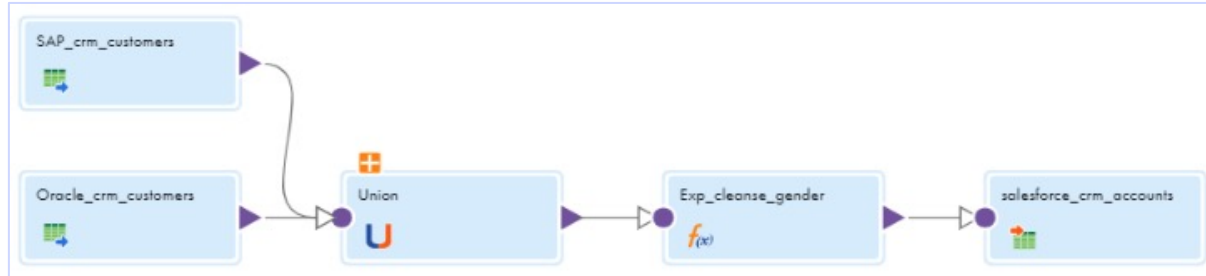 SAP_crm_customers
Oracle_crm_customers
Union
Exp_cleanse_gender
f(x)
salesforce_crm_accounts